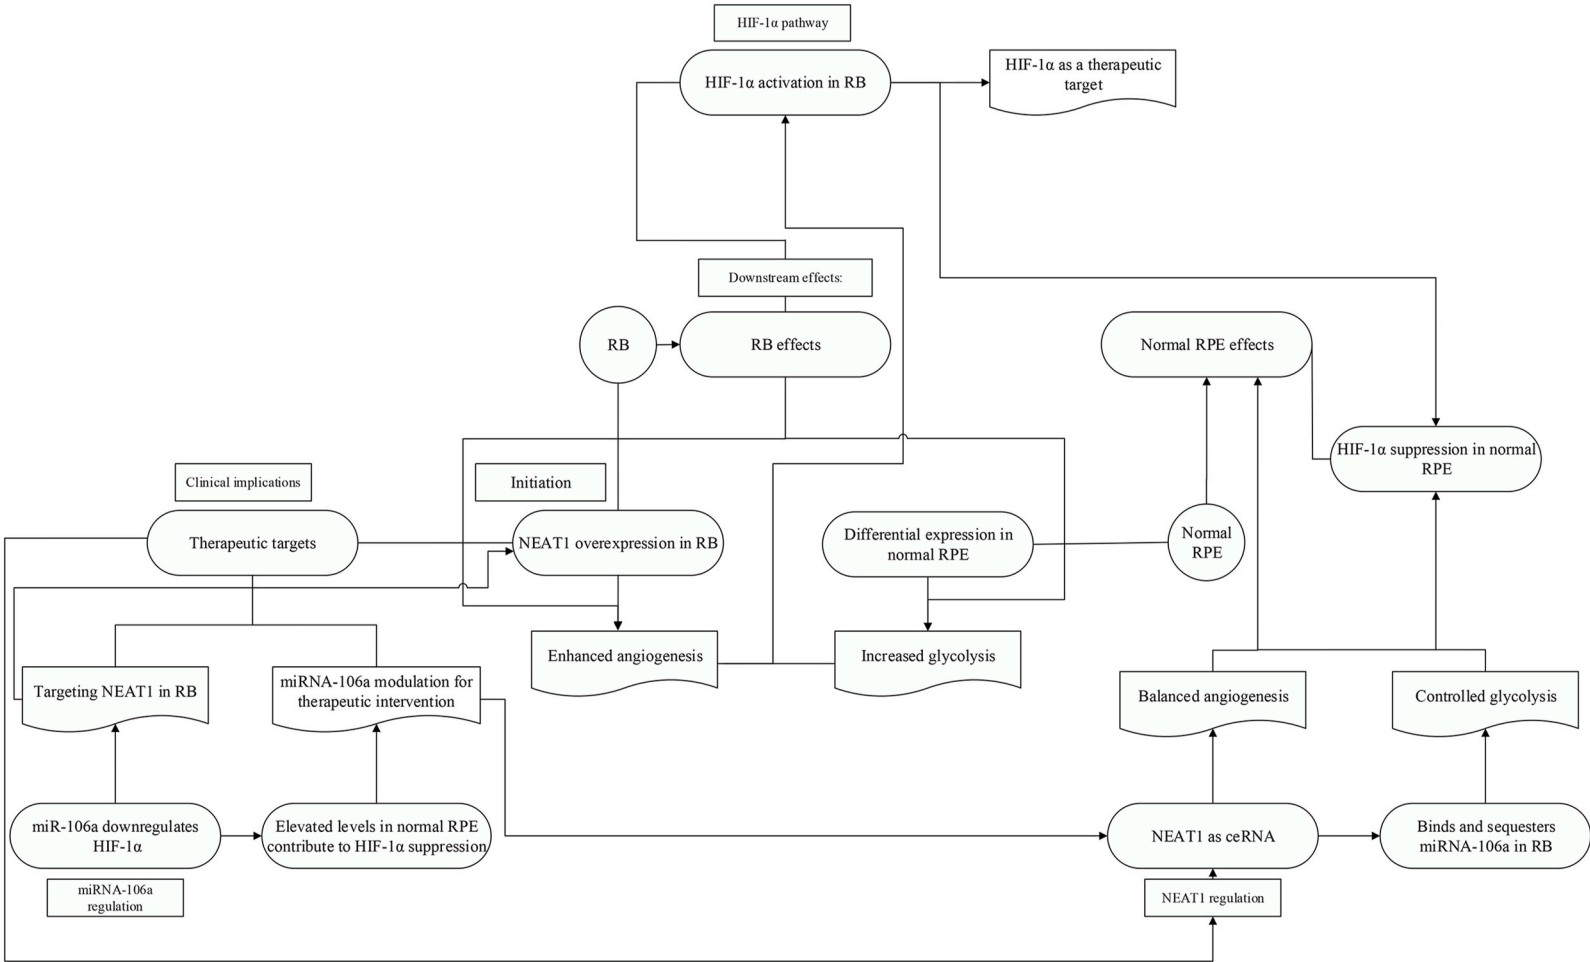 HIF-1α pathway
HIF-1α activation in RB
HIF-1α as a therapeutic
target
Downstream effects:
RB
RB effects
Normal RPE effects
HIF-1α suppression in normal
RPE
Clinical implications
Initiation
Therapeutic targets
NEAT1 overexpression in RB
Differential expression in
normal RPE
Normal
RPE
Enhanced angiogenesis
Increased glycolysis
Targeting NEAT1 in RB
miRNA-106a modulation for
therapeutic intervention
Balanced angiogenesis
Controlled glycolysis
miR-106a downregulates
HIF-1α
Elevated levels in normal RPE
contribute to HIF-1α suppression
NEAT1 as ceRNA
Binds and sequesters
miRNA-106a in RB
miRNA-106a
regulation
NEAT1 regulation